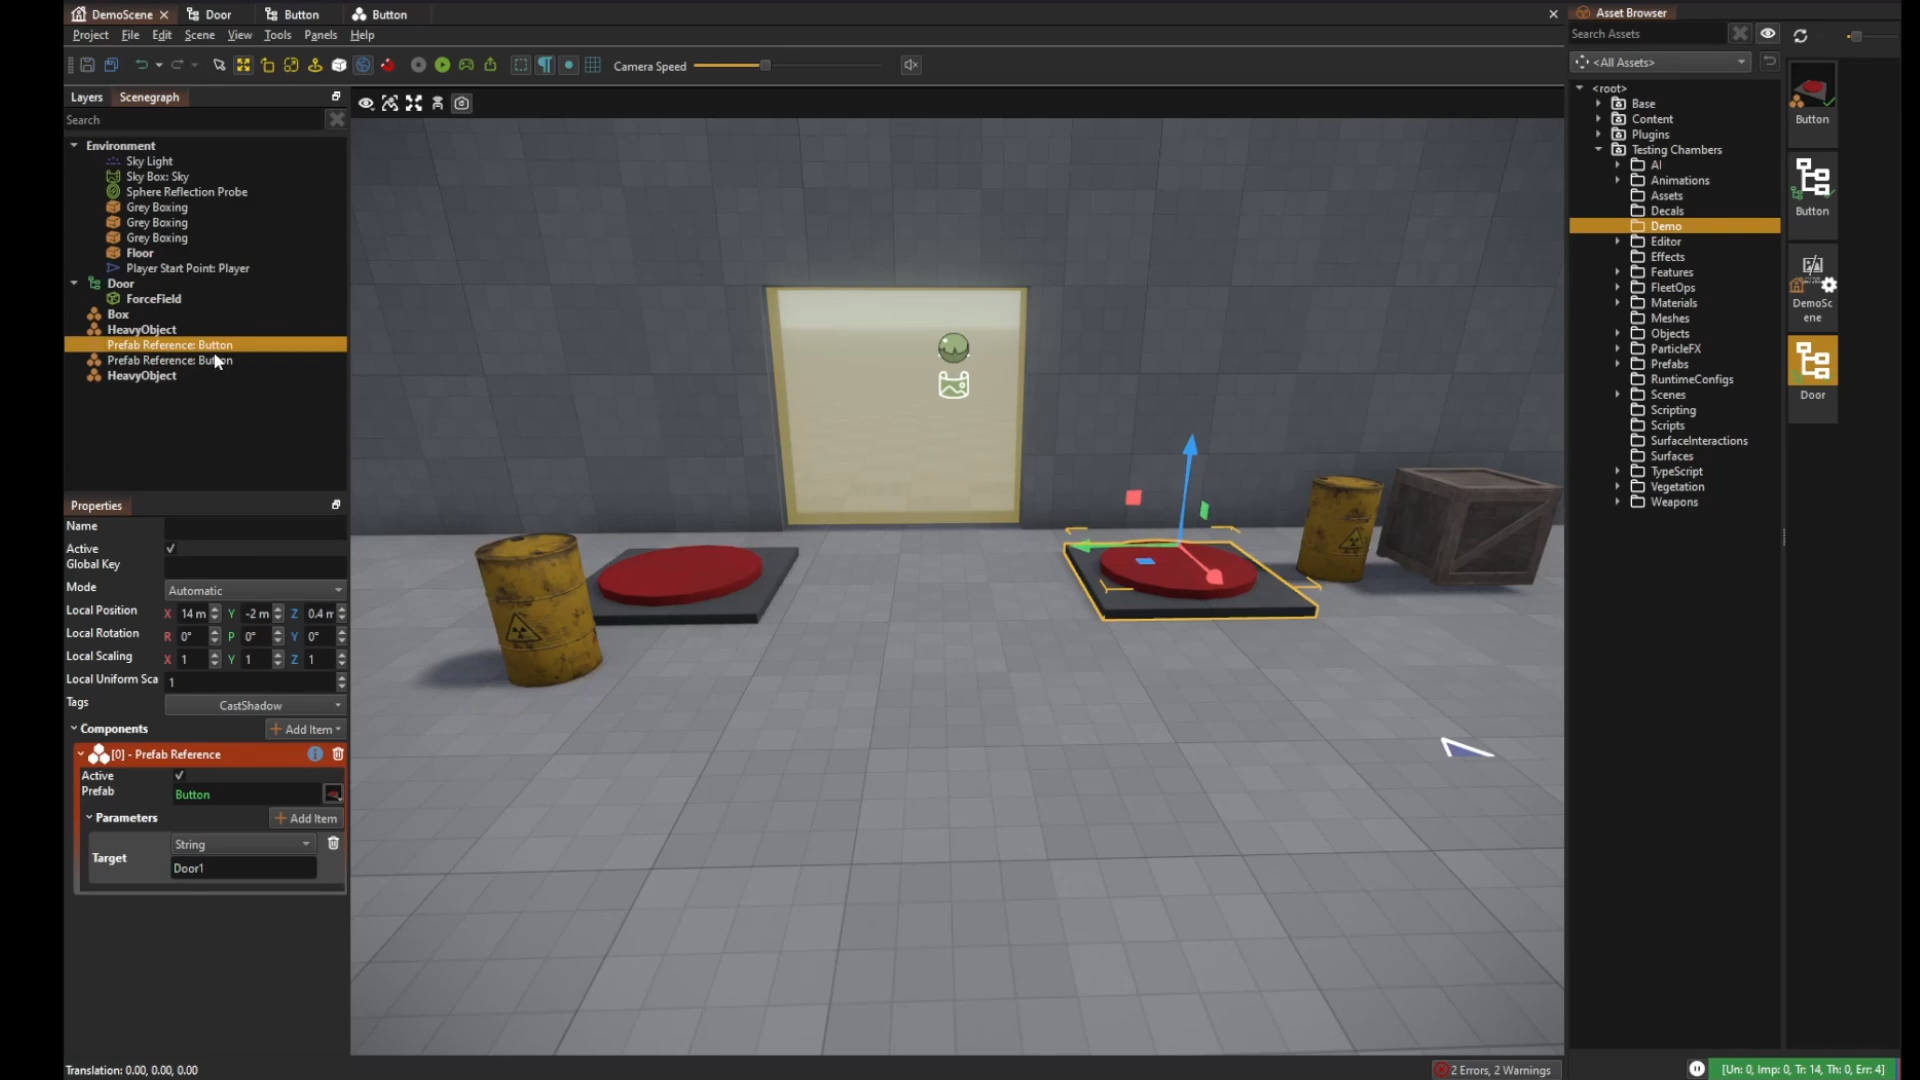 DemoScene
Door
Button
Button
Project File Edit Scene View Tools Panels Help
Camera Speed
Layers Scenegraph
Search
Environment
Sky Light
Sky Box: Sky
Sphere Reflection Probe
Grey Boxing
Grey Boxing
Grey Boxing
Floor
Player Start Point: Player
Door
ForceField
Box
HeavyObject
Prefab Reference: Button
Prefab Reference: Button
HeavyObject
Properties
Name
Active
Global Key
Mode Automatic
Local Position X 14 m Y -2 m Z 0.4 m
Local Rotation R 0° P 0° Y 0°
Local Scaling X 1 Y 1 Z 1
Local Uniform Sca 1
Tags CastShadow
Components Add Item
[0] - Prefab Reference
Active
Prefab Button
Parameters Add Item
Target String
Door1
Translation: 0.00, 0.00, 0.00
2 Errors, 2 Warnings
Asset Browser
Search Assets
<All Assets>
<root>
Base
Content
Plugins
Testing Chambers
AI
Animations
Assets
Decals
Demo
Editor
Effects
Features
FleetOps
Materials
Meshes
Objects
ParticleFX
Prefabs
RuntimeConfigs
Scenes
Scripting
Scripts
SurfaceInteractions
Surfaces
TypeScript
Vegetation
Weapons
Button
Button
DemoSc
ene
Door
[Un: 0, Imp: 0, Tr: 14, Th: 0, Err: 4]